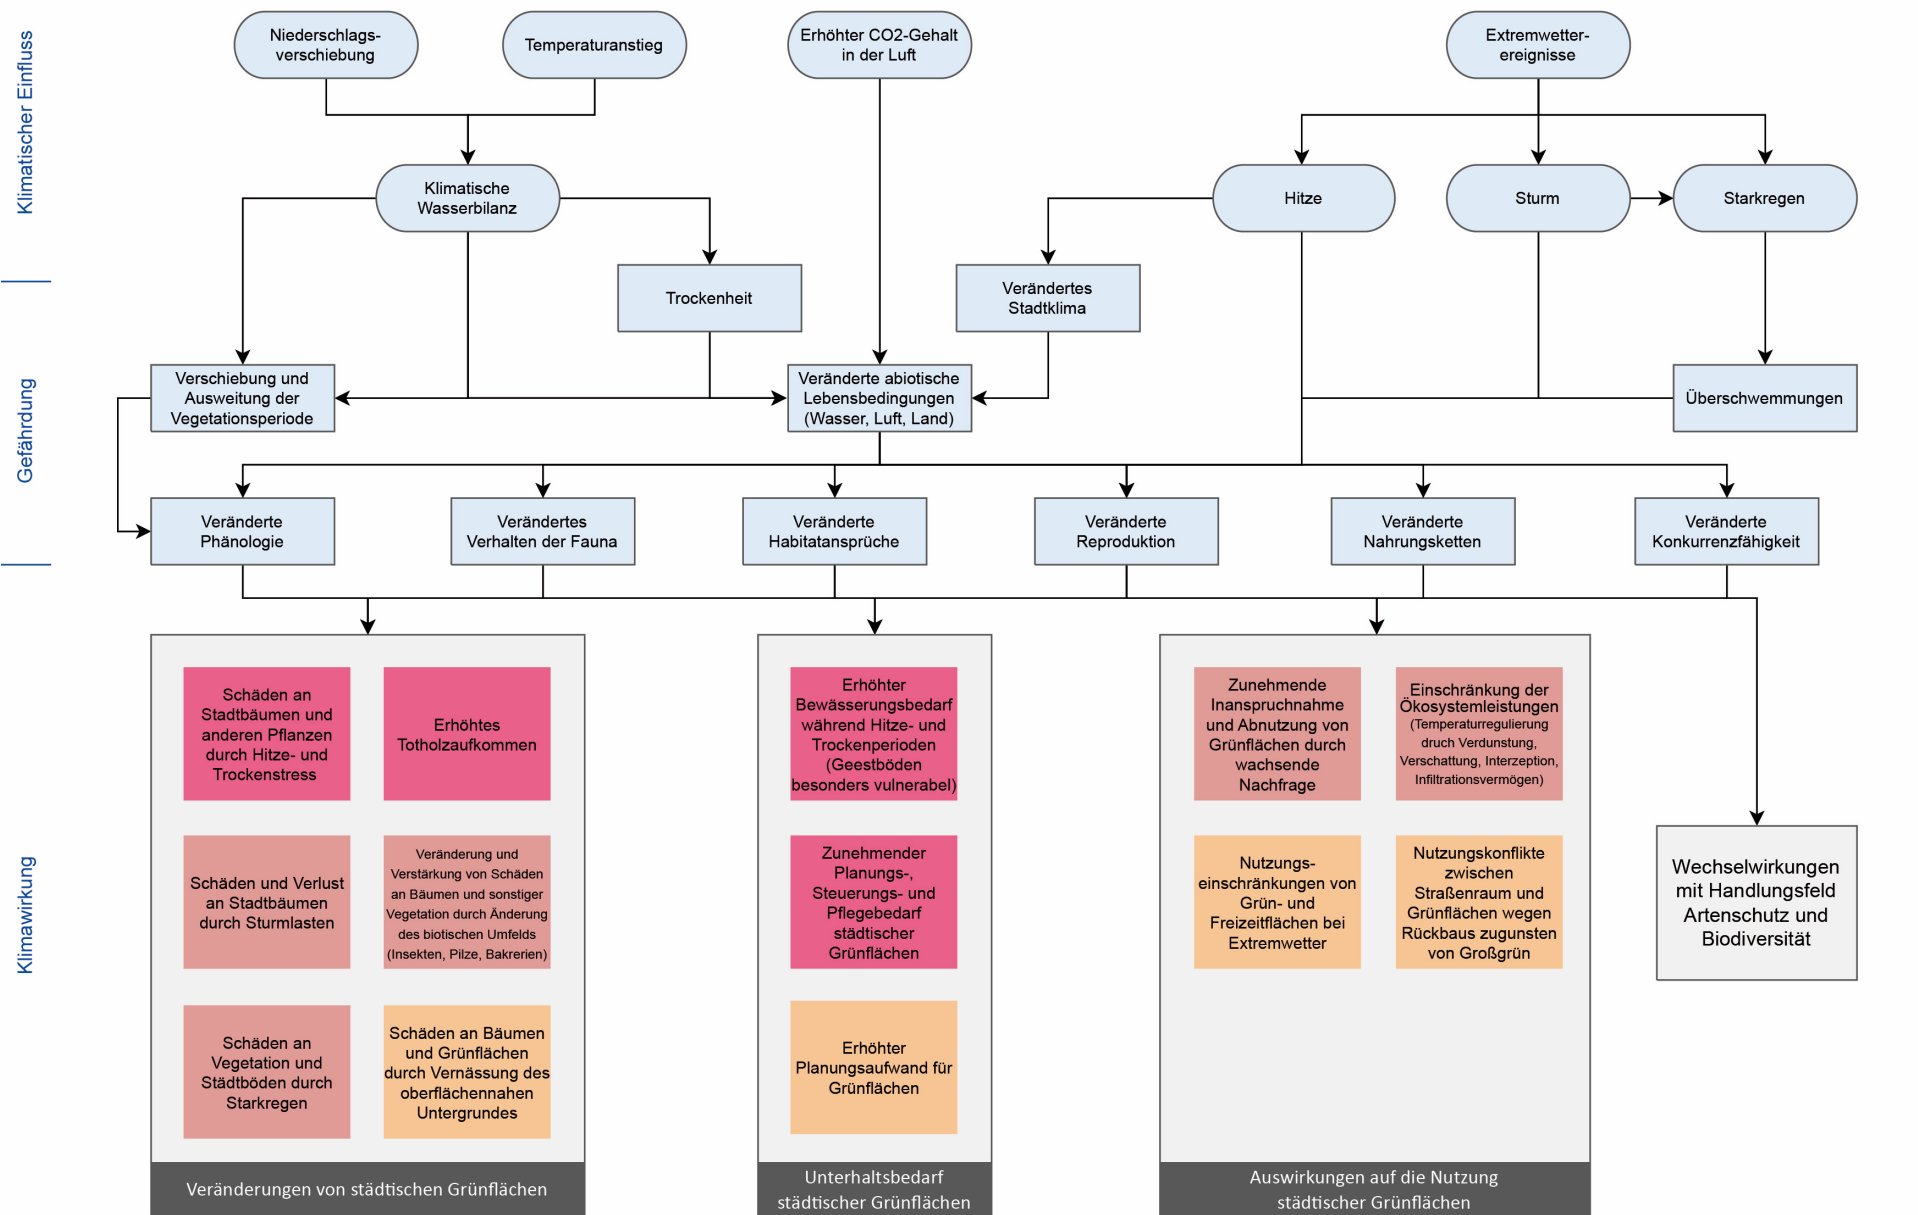 Klimatischer Einfluss
Niederschlags-
verschiebung
Temperaturanstieg
Erhöhter CO2-Gehalt
in der Luft
Extremwetter-
ereignisse
Klimatische
Wasserbilanz
Hitze
Sturm
Starkregen
Gefährdung
Trockenheit
Verändertes
Stadtklima
Verschiebung und
Ausweitung der
Vegetationsperiode
Veränderte abiotische
Lebensbedingungen
(Wasser, Luft, Land)
Überschwemmungen
Veränderte
Phänologie
Verändertes
Verhalten der Fauna
Veränderte
Habitatansprüche
Veränderte
Reproduktion
Veränderte
Nahrungsketten
Veränderte
Konkurrenzfähigkeit
Klimawirkung
Schäden an
Stadtbäumen und
anderen Pflanzen
durch Hitze- und
Trockenstress
Erhöhtes
Totholzaufkommen
Schäden und Verlust
an Stadtbäumen
durch Sturmlasten
Veränderung und
Verstärkung von Schäden
an Bäumen und sonstiger
Vegetation durch Änderung
des biotischen Umfelds
(Insekten, Pilze, Bakrerien)
Schäden an
Vegetation und
Städtböden durch
Starkregen
Schäden an Bäumen
und Grünflächen
durch Vernässung des
oberflächennahen
Untergrundes
Veränderungen von städtischen Grünflächen
Erhöhter
Bewässerungsbedarf
während Hitze- und
Trockenperioden
(Geestböden
besonders vulnerabel)
Zunehmender
Planungs-,
Steuerungs- und
Pflegebedarf
städtischer
Grünflächen
Erhöhter
Planungsaufwand für
Grünflächen
Unterhaltsbedarf
städtischer Grünflächen
Zunehmende
Inanspruchnahme
und Abnutzung von
Grünflächen durch
wachsende
Nachfrage
Einschränkung der
Ökosystemleistungen
(Temperaturregulierung
druch Verdunstung,
Verschattung, Interzeption,
Infiltrationsvermögen)
Nutzungs-
einschränkungen von
Grün- und
Freizeitflächen bei
Extremwetter
Nutzungskonflikte
zwischen
Straßenraum und
Grünflächen wegen
Rückbaus zugunsten
von Großgrün
Auswirkungen auf die Nutzung
städtischer Grünflächen
Wechselwirkungen
mit Handlungsfeld
Artenschutz und
Biodiversität